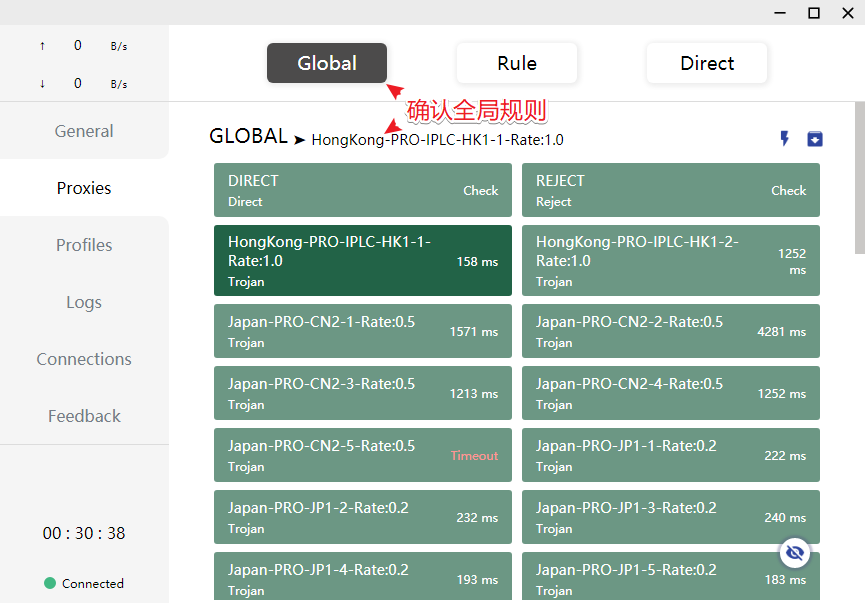 ↑ 0 B/s
↓ 0 B/s
General
Proxies
Profiles
Logs
Connections
Feedback
00 : 30 : 38
Connected
Global Rule Direct
确认全局规则
GLOBAL ➤ HongKong-PRO-IPLC-HK1-1-Rate:1.0
DIRECT
Direct
Check
REJECT
Reject
Check
HongKong-PRO-IPLC-HK1-1-
Rate:1.0
Trojan
158 ms
HongKong-PRO-IPLC-HK1-2-
Rate:1.0
Trojan
1252
ms
Japan-PRO-CN2-1-Rate:0.5
Trojan
1571 ms
Japan-PRO-CN2-2-Rate:0.5
Trojan
4281 ms
Japan-PRO-CN2-3-Rate:0.5
Trojan
1213 ms
Japan-PRO-CN2-4-Rate:0.5
Trojan
1252 ms
Japan-PRO-CN2-5-Rate:0.5
Trojan
Timeout
Japan-PRO-JP1-1-Rate:0.2
Trojan
222 ms
Japan-PRO-JP1-2-Rate:0.2
Trojan
232 ms
Japan-PRO-JP1-3-Rate:0.2
Trojan
240 ms
Japan-PRO-JP1-4-Rate:0.2
Trojan
193 ms
Japan-PRO-JP1-5-Rate:0.2
Trojan
183 ms